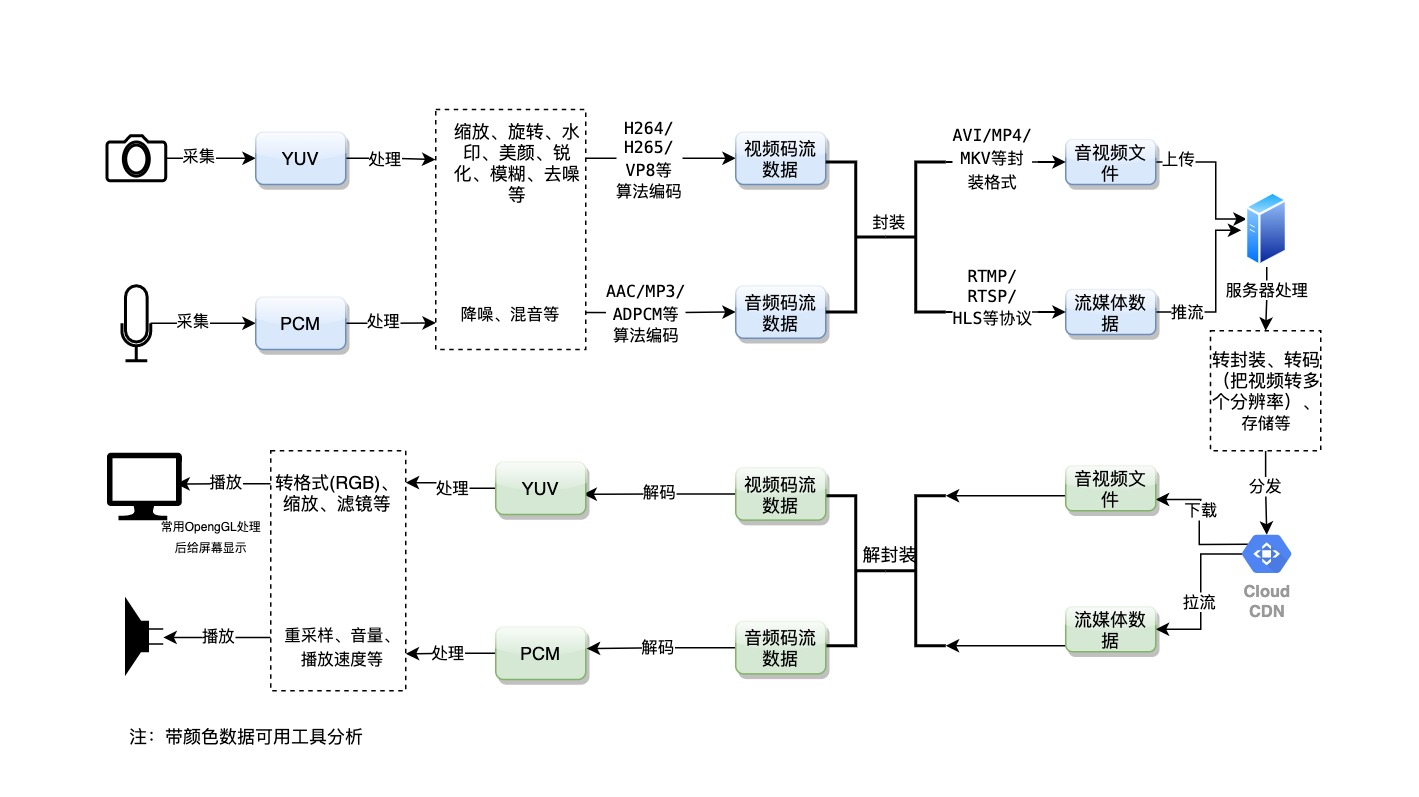 采集
YUV
处理
缩放、旋转、水
印、美颜、锐
化、模糊、去噪
等
H264/
H265/
VP8等
算法编码
视频码流
数据
封装
AVI/MP4/
MKV等封
装格式
音视频文
件
上传
采集
PCM
处理
降噪、混音等
AAC/MP3/
ADPCM等
算法编码
音频码流
数据
RTMP/
RTSP/
HLS等协议
流媒体数
据
推流
服务器处理
转封装、转码
（把视频转多
个分辨率）、
存储等
分发
Cloud
CDN
下载
拉流
音视频文
件
流媒体数
据
解封装
视频码流
数据
音频码流
数据
解码
解码
YUV
PCM
处理
处理
转格式(RGB)、
缩放、滤镜等
重采样、音量、
播放速度等
播放
常用OpengGL处理
后给屏幕显示
播放
注：带颜色数据可用工具分析